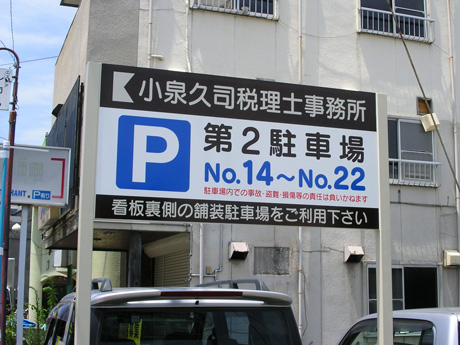 小泉久司税理士事務所
P
第2駐車場
No.14～No.22
駐車場内での事故・盗難・損傷等の責任は負いかねます
看板裏側の舗装駐車場をご利用下さい
HANT.